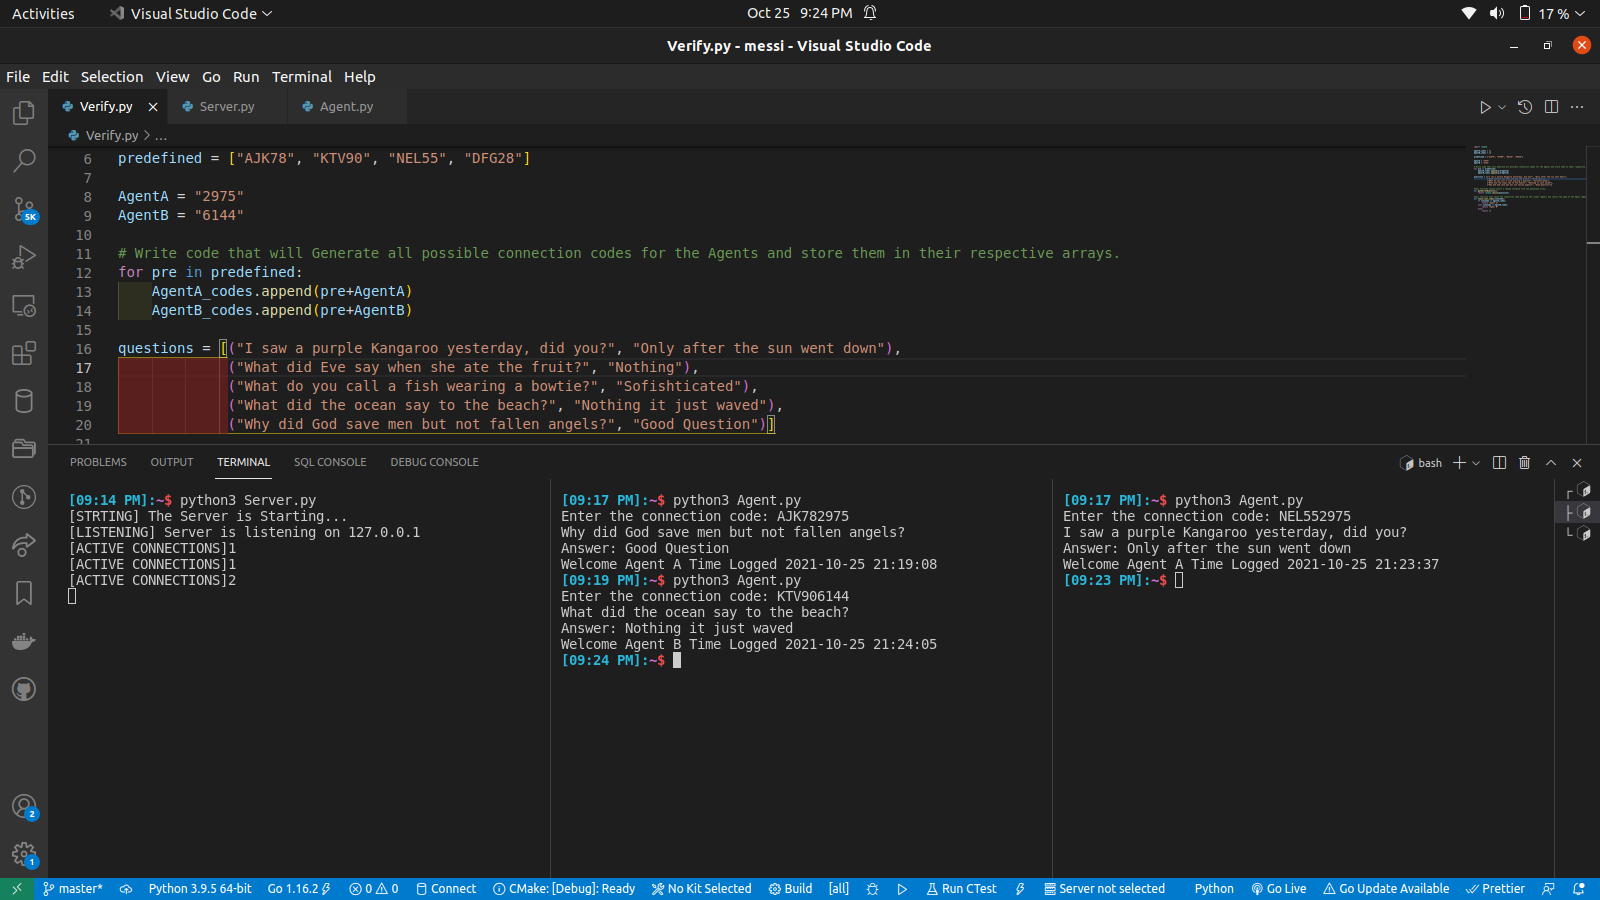 Activities
Visual Studio Code
Oct 25 9:24 PM
17 %
Verify.py - messi - Visual Studio Code
File Edit Selection View Go Run Terminal Help
Verify.py
Server.py
Agent.py
Verify.py > ...
6 predefined = ["AJK78", "KTV90", "NEL55", "DFG28"]
7
8 AgentA = "2975"
9 AgentB = "6144"
10
11 # Write code that will Generate all possible connection codes for the Agents and store them in their respective arrays.
12 for pre in predefined:
13 AgentA_codes.append(pre+AgentA)
14 AgentB_codes.append(pre+AgentB)
15
16 questions = [("I saw a purple Kangaroo yesterday, did you?", "Only after the sun went down"),
17 ("What did Eve say when she ate the fruit?", "Nothing"),
18 ("What do you call a fish wearing a bowtie?", "Sofishticated"),
19 ("What did the ocean say to the beach?", "Nothing it just waved"),
20 ("Why did God save men but not fallen angels?", "Good Question")]
21
5K
PROBLEMS OUTPUT TERMINAL SQL CONSOLE DEBUG CONSOLE
bash
[09:14 PM]:~$ python3 Server.py
[STRTING] The Server is Starting...
[LISTENING] Server is listening on 127.0.0.1
[ACTIVE CONNECTIONS]1
[ACTIVE CONNECTIONS]1
[ACTIVE CONNECTIONS]2
[09:17 PM]:~$ python3 Agent.py
Enter the connection code: AJK782975
Why did God save men but not fallen angels?
Answer: Good Question
Welcome Agent A Time Logged 2021-10-25 21:19:08
[09:19 PM]:~$ python3 Agent.py
Enter the connection code: KTV906144
What did the ocean say to the beach?
Answer: Nothing it just waved
Welcome Agent B Time Logged 2021-10-25 21:24:05
[09:24 PM]:~$
[09:17 PM]:~$ python3 Agent.py
Enter the connection code: NEL552975
I saw a purple Kangaroo yesterday, did you?
Answer: Only after the sun went down
Welcome Agent A Time Logged 2021-10-25 21:23:37
[09:23 PM]:~$
2
1
master* Python 3.9.5 64-bit Go 1.16.2 0 0 Connect CMake: [Debug]: Ready No Kit Selected Build [all] Run CTest Server not selected Python Go Live Go Update Available Prettier